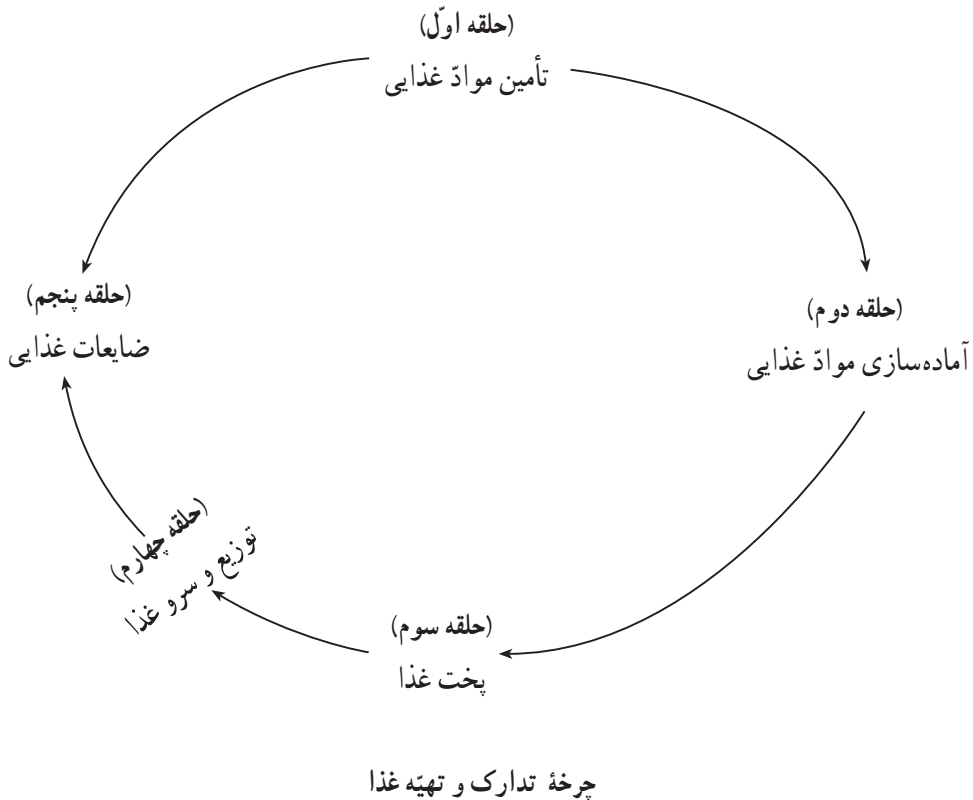 (حلقه اوّل)
تأمین موادّ غذایی
(حلقه دوم)
آماده‌سازی موادّ غذایی
(حلقه سوم)
پخت غذا
(حلقه چهارم)
توزیع و سرو غذا
(حلقه پنجم)
ضایعات غذایی
چرخهٔ تدارک و تهیّه غذا